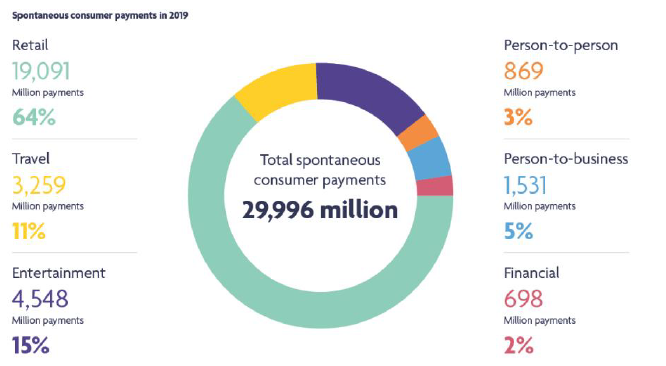 Spontaneous consumer payments in 2019
Retail
19,091
Million payments
64%
Travel
3,259
Million payments
11%
Entertainment
4,548
Million payments
15%
Total spontaneous
consumer payments
29,996 million
Person-to-person
869
Million payments
3%
Person-to-business
1,531
Million payments
5%
Financial
698
Million payments
2%